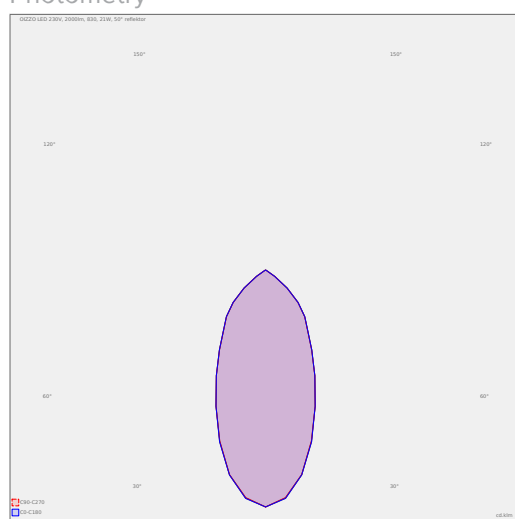 Photometry
OIZZO LED 230V, 2000lm, 830, 21W, 50° reflektor
150° 150°
120° 120°
60° 60°
30° 30°
C90-C270
C0-C180
cd/klm